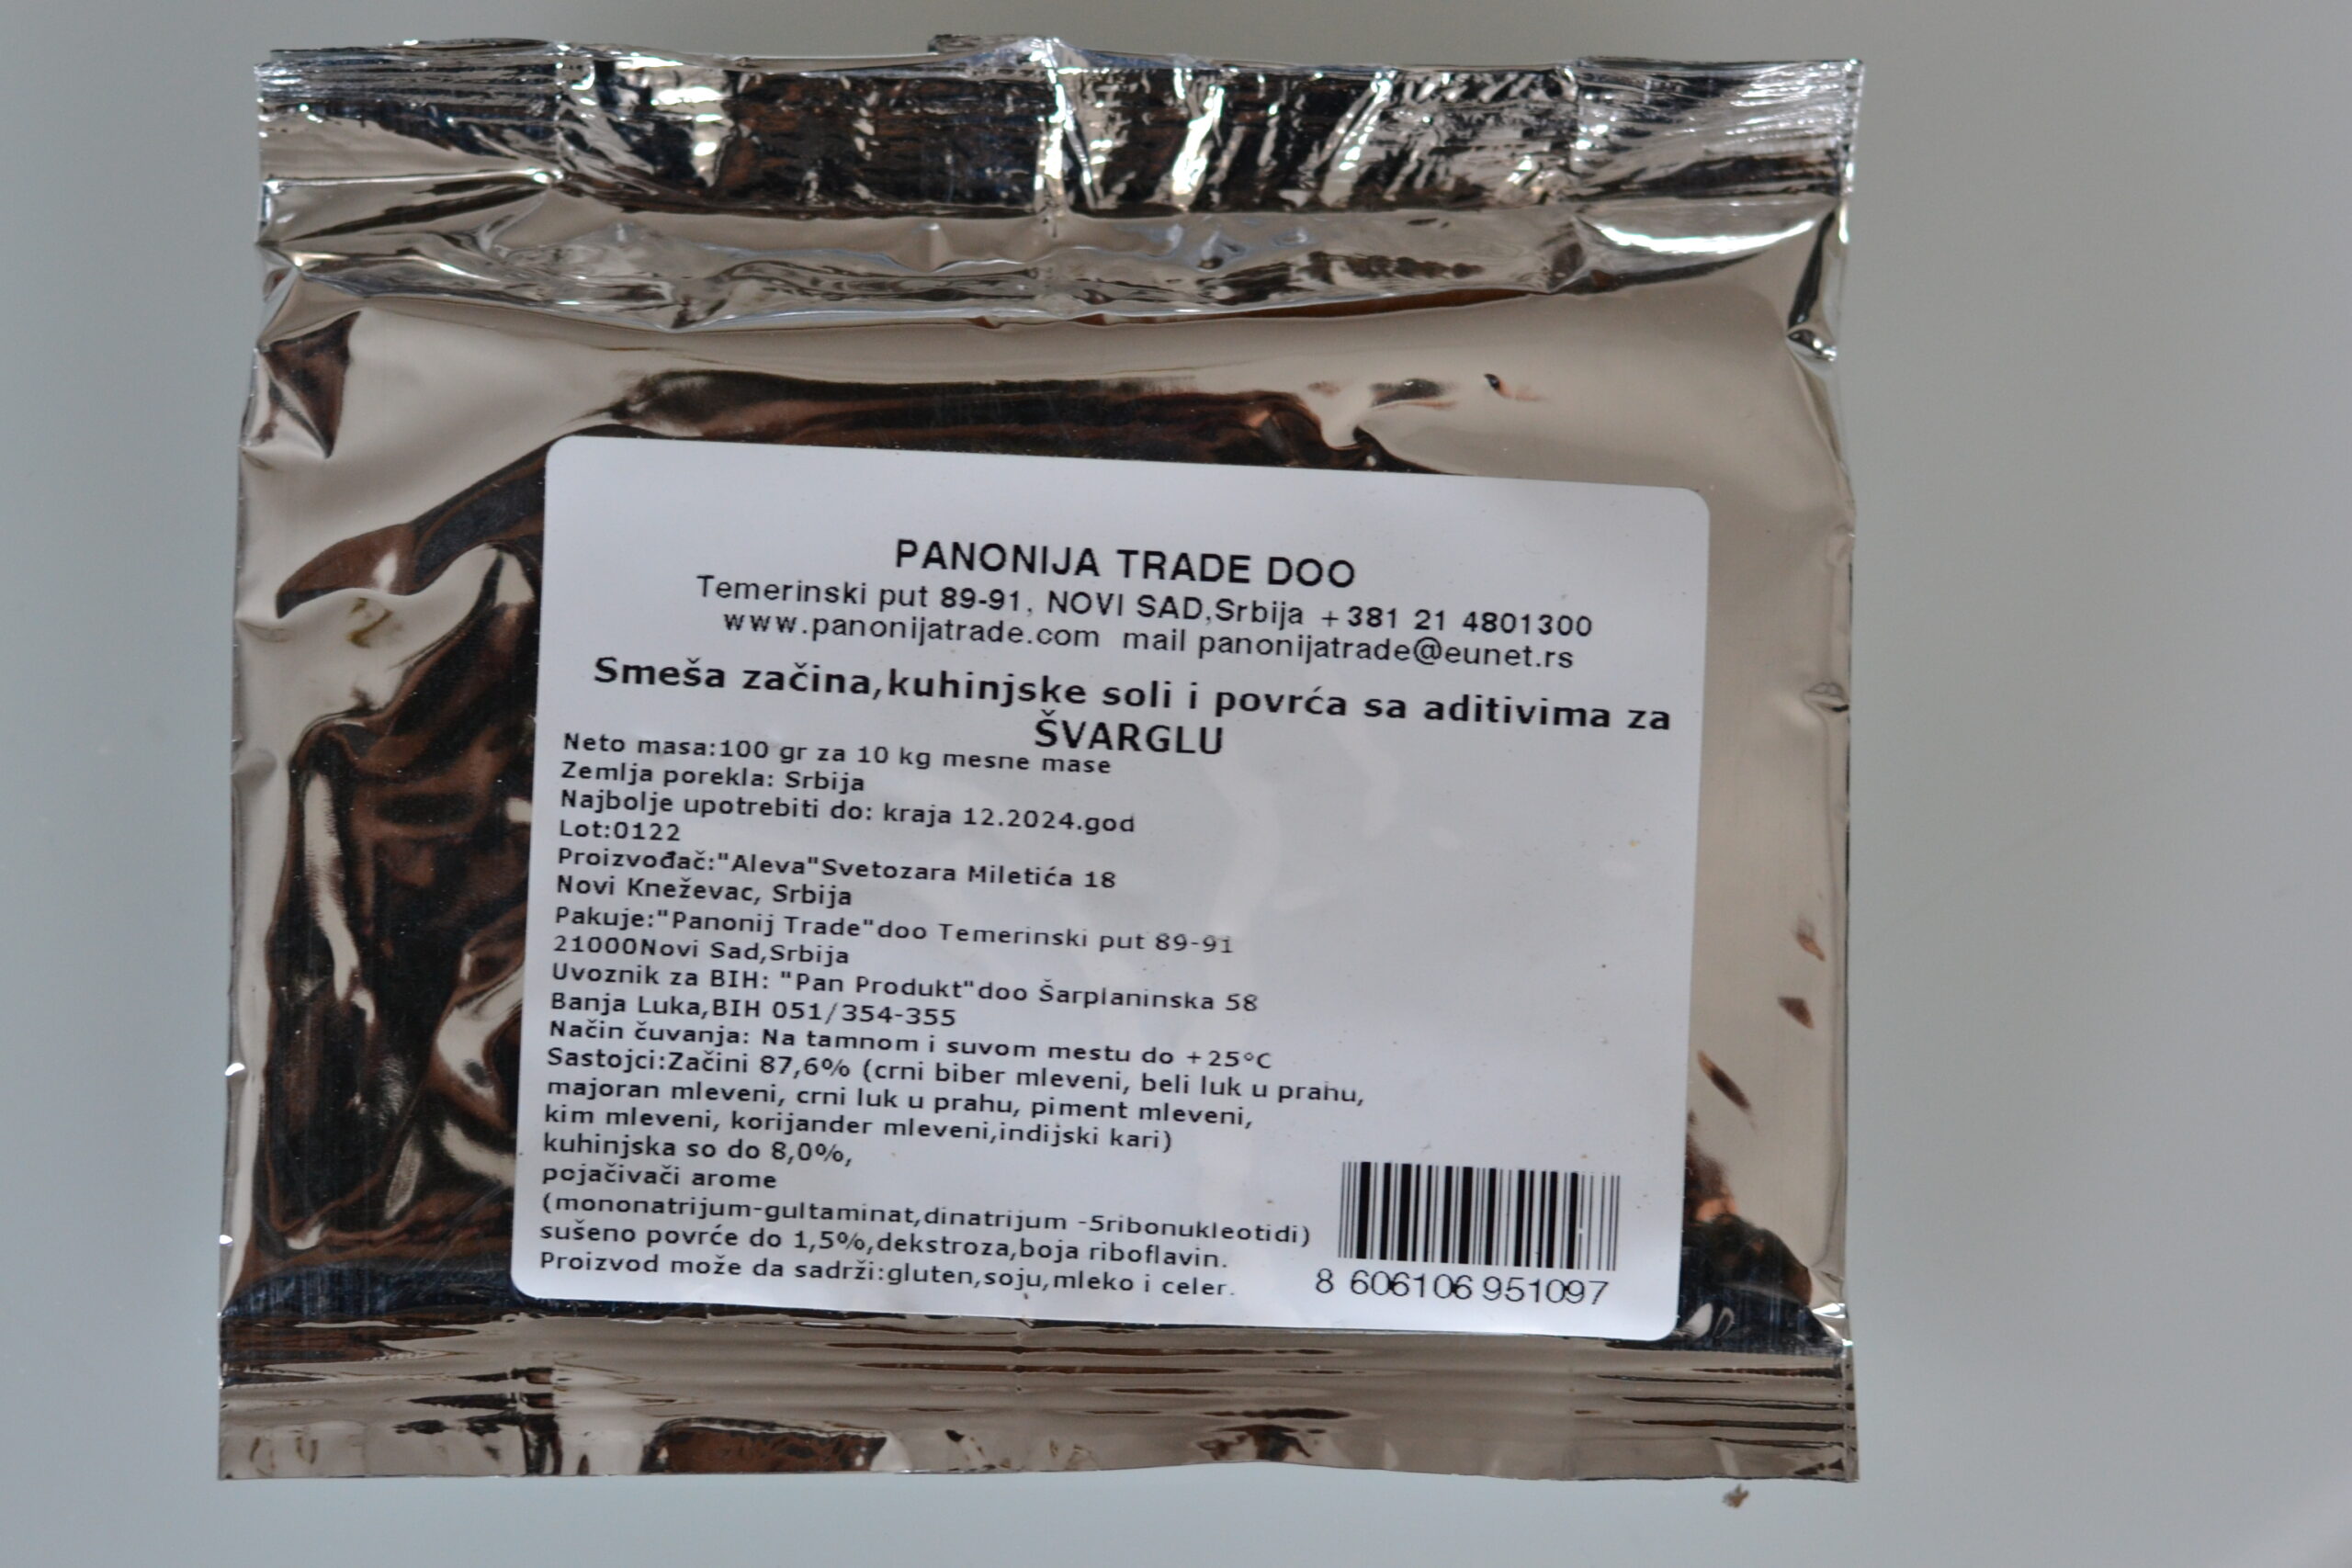 PANONIJA TRADE DOO
Temerinski put 89-91, NOVI SAD,Srbija +381 21 4801300
www.panonijatrade.com mail panonijatrade@eunet.rs
Smeša začina,kuhinjske soli i povrća sa aditivima za
ŠVARGLU
Neto masa:100 gr za 10 kg mesne mase
Zemlja porekla: Srbija
Najbolje upotrebiti do: kraja 12.2024.god
Lot:0122
Proizvođač:"Aleva"Svetozara Miletića 18
Novi Kneževac, Srbija
Pakuje:"Panonij Trade"doo Temerinski put 89-91
21000Novi Sad,Srbija
Uvoznik za BIH: "Pan Produkt"doo Šarplaninska 58
Banja Luka,BIH 051/354-355
Način čuvanja: Na tamnom i suvom mestu do +25°C
Sastojci:Začini 87,6% (crni biber mleveni, beli luk u prahu,
majoran mleveni, crni luk u prahu, piment mleveni,
kim mleveni, korijander mleveni,indijski kari)
kuhinjska so do 8,0%,
pojačivači arome
(mononatrijum-gultaminat,dinatrijum -5ribonukleotidi)
sušeno povrće do 1,5%,dekstroza,boja riboflavin.
Proizvod može da sadrži:gluten,soju,mleko i celer.
8 606106 951097